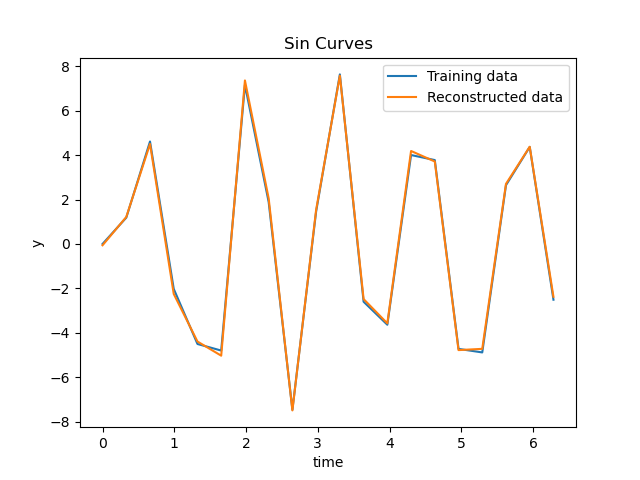 Sin Curves
Training data
Reconstructed data
8
6
4
2
0
−2
−4
−6
−8
y
0 1 2 3 4 5 6
time